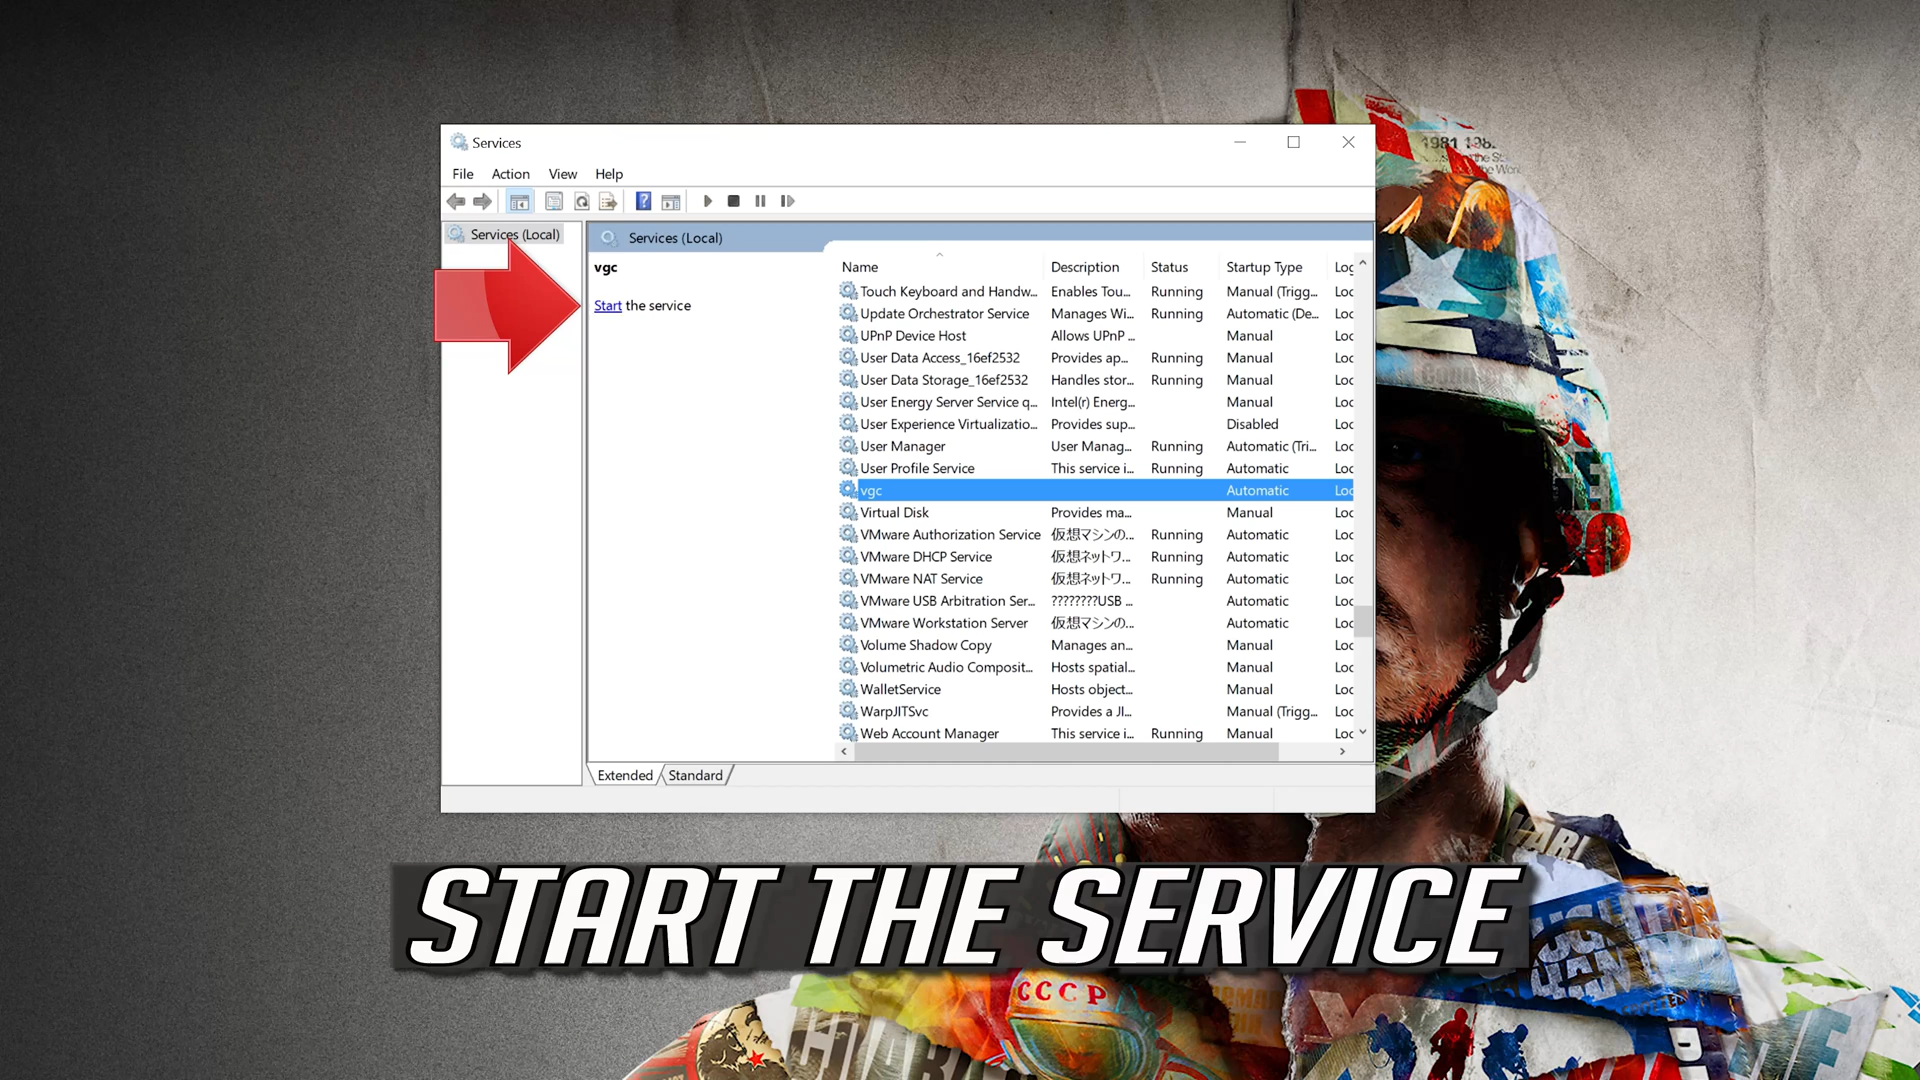 1981 198
Services
File Action View Help
Services (Local)
Services (Local)
vgc
Start the service
Name Description Status Startup Type Log
Touch Keyboard and Handw... Enables Tou... Running Manual (Trigg... Loc
Update Orchestrator Service Manages Wi... Running Automatic (De... Loc
UPnP Device Host Allows UPnP ... Manual Loc
User Data Access_16ef2532 Provides ap... Running Manual Loc
User Data Storage_16ef2532 Handles stor... Running Manual Loc
User Energy Server Service q... Intel(r) Energ... Manual Loc
User Experience Virtualizatio... Provides sup... Disabled Loc
User Manager User Manag... Running Automatic (Tri... Loc
User Profile Service This service i... Running Automatic Loc
vgc Automatic Loc
Virtual Disk Provides ma... Manual Loc
VMware Authorization Service 仮想マシンの... Running Automatic Loc
VMware DHCP Service 仮想ネットワ... Running Automatic Loc
VMware NAT Service 仮想ネットワ... Running Automatic Loc
VMware USB Arbitration Ser... ????????USB ... Automatic Loc
VMware Workstation Server 仮想マシンの... Automatic Loc
Volume Shadow Copy Manages an... Manual Loc
Volumetric Audio Composit... Hosts spatial... Manual Loc
WalletService Hosts object... Manual Loc
WarpJITSvc Provides a JI... Manual (Trigg... Loc
Web Account Manager This service i... Running Manual Loc
Extended Standard
START THE SERVICE
CCCP